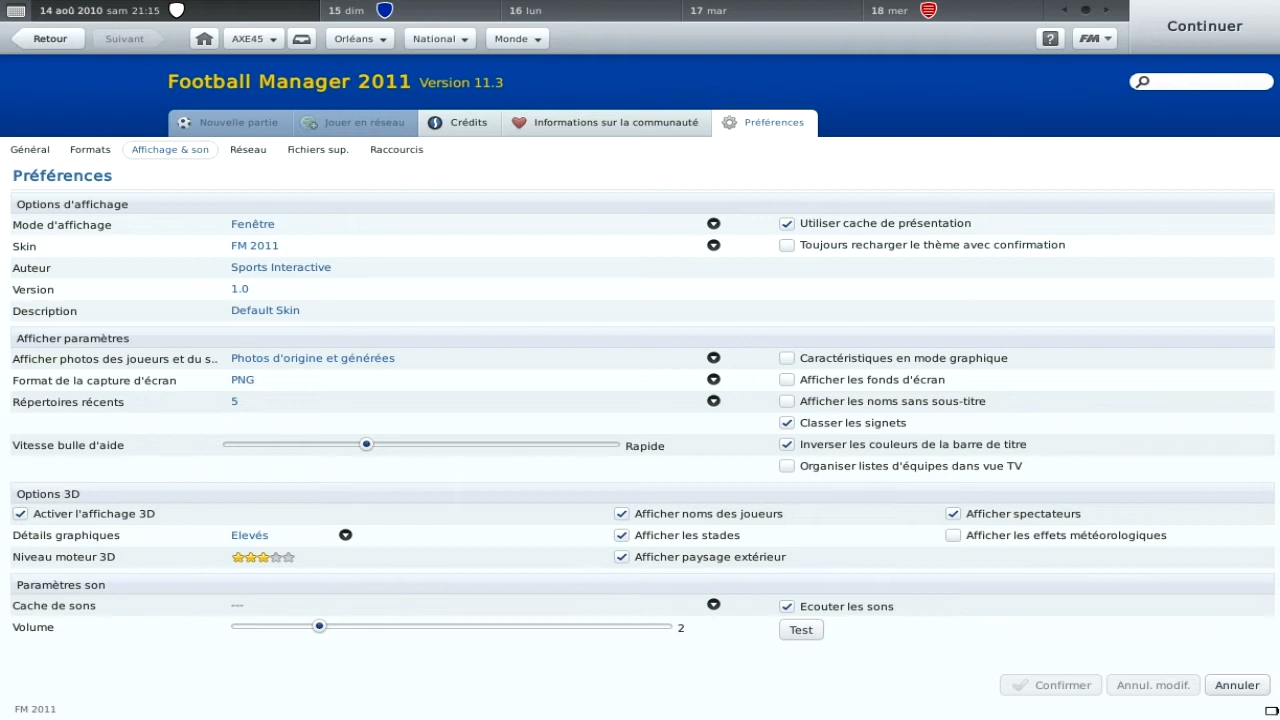 14 aoû 2010 sam 21:15 15 dim 16 lun 17 mar 18 mer
Continuer
Retour Suivant AXE45 Orléans National Monde ? FM
Football Manager 2011 Version 11.3
Nouvelle partie Jouer en réseau Crédits Informations sur la communauté Préférences
Général Formats Affichage & son Réseau Fichiers sup. Raccourcis
Préférences
Options d'affichage
Mode d'affichage Fenêtre Utiliser cache de présentation
Skin FM 2011 Toujours recharger le thème avec confirmation
Auteur Sports Interactive
Version 1.0
Description Default Skin
Afficher paramètres
Afficher photos des joueurs et du s.. Photos d'origine et générées Caractéristiques en mode graphique
Format de la capture d'écran PNG Afficher les fonds d'écran
Répertoires récents 5 Afficher les noms sans sous-titre
Classer les signets
Vitesse bulle d'aide Rapide Inverser les couleurs de la barre de titre
Organiser listes d'équipes dans vue TV
Options 3D
Activer l'affichage 3D Afficher noms des joueurs Afficher spectateurs
Détails graphiques Elevés Afficher les stades Afficher les effets météorologiques
Niveau moteur 3D Afficher paysage extérieur
Paramètres son
Cache de sons --- Ecouter les sons
Volume 2 Test
Confirmer Annul. modif. Annuler
FM 2011